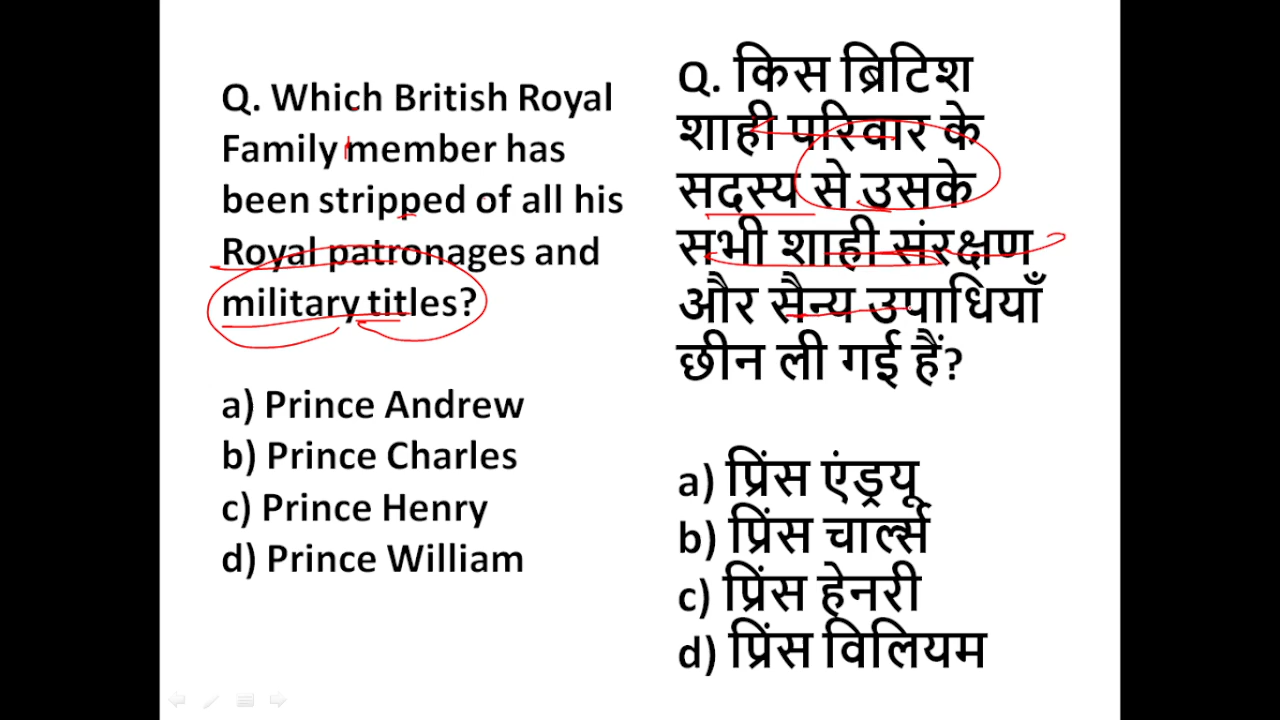 Q. Which British Royal
Family member has
been stripped of all his
Royal patronages and
military titles?
a) Prince Andrew
b) Prince Charles
c) Prince Henry
d) Prince William
Q. किस ब्रिटिश
शाही परिवार के
सदस्य से उसके
सभी शाही संरक्षण
और सैन्य उपाधियाँ
छीन ली गई हैं?
a) प्रिंस एंड्रयू
b) प्रिंस चार्ल्स
c) प्रिंस हेनरी
d) प्रिंस विलियम